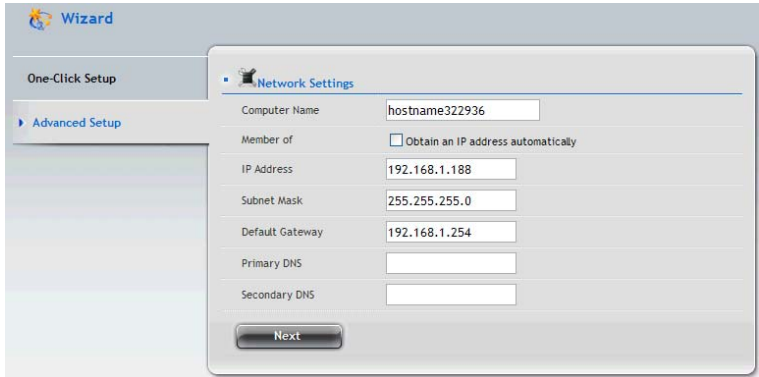 Wizard
One-Click Setup
Advanced Setup
Network Settings
Computer Name hostname322936
Member of Obtain an IP address automatically
IP Address 192.168.1.188
Subnet Mask 255.255.255.0
Default Gateway 192.168.1.254
Primary DNS
Secondary DNS
Next